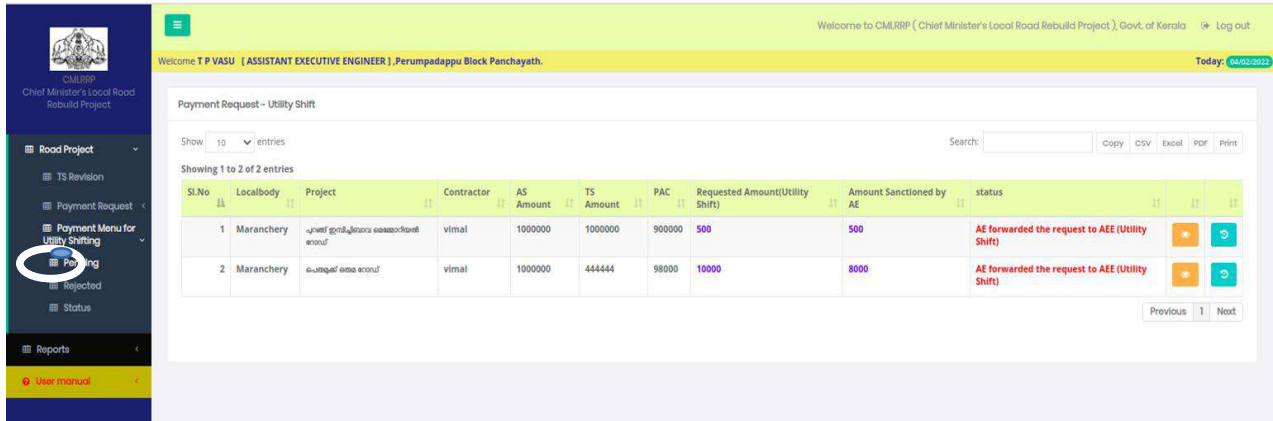 Welcome to CMLRRP ( Chief Minister's Local Road Rebuild Project ), Govt. of Kerala Log out
Welcome T P VASU [ ASSISTANT EXECUTIVE ENGINEER ] ,Perumpadappu Block Panchayath. Today: 04/02/2022
CMLRRP
Chief Minister's Local Road
Rebuild Project
Road Project
TS Revision
Payment Request
Payment Menu for
Utility Shifting
Pending
Rejected
Status
Reports
User manual
Payment Request - Utility Shift
Show 10 entries Search: Copy CSV Excel PDF Print
Showing 1 to 2 of 2 entries
Sl.No Localbody Project Contractor AS Amount TS Amount PAC Requested Amount(Utility Shift) Amount Sanctioned by AE status
1 Maranchery പുറങ്ങ് ഇമ്പിച്ചിബാവ മെമ്മോറിയൽ റോഡ് vimal 1000000 1000000 900000 500 500 AE forwarded the request to AEE (Utility Shift)
2 Maranchery റോഡ് vimal 1000000 444444 98000 10000 8000 AE forwarded the request to AEE (Utility Shift)
Previous 1 Next